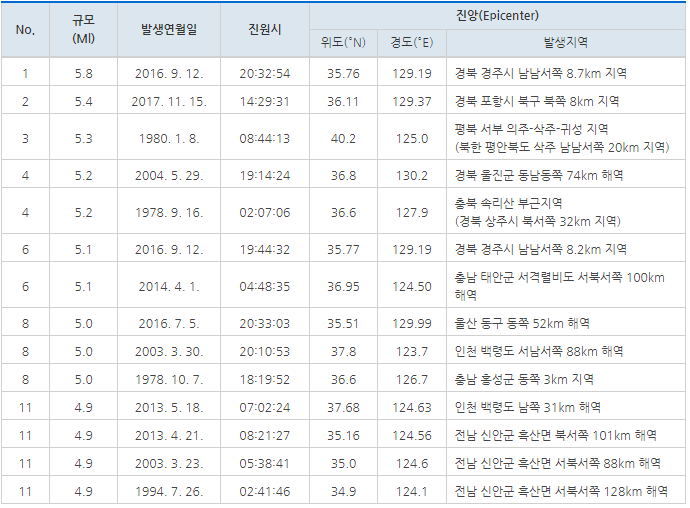 No. 규모 발생연월일 진원시 진앙(Epicenter)
(Ml) 위도(°N) 경도(°E) 발생지역
1 5.8 2016. 9. 12. 20:32:54 35.76 129.19 경북 경주시 남남서쪽 8.7km 지역
2 5.4 2017. 11. 15. 14:29:31 36.11 129.37 경북 포항시 북구 북쪽 8km 지역
3 5.3 1980. 1. 8. 08:44:13 40.2 125.0 평북 서부 의주-삭주-귀성 지역
(북한 평안북도 삭주 남남서쪽 20km 지역)
4 5.2 2004. 5. 29. 19:14:24 36.8 130.2 경북 울진군 동남동쪽 74km 해역
4 5.2 1978. 9. 16. 02:07:06 36.6 127.9 충북 속리산 부근지역
(경북 상주시 북서쪽 32km 지역)
6 5.1 2016. 9. 12. 19:44:32 35.77 129.19 경북 경주시 남남서쪽 8.2km 지역
6 5.1 2014. 4. 1. 04:48:35 36.95 124.50 충남 태안군 서격렬비도 서북서쪽 100km
해역
8 5.0 2016. 7. 5. 20:33:03 35.51 129.99 울산 동구 동쪽 52km 해역
8 5.0 2003. 3. 30. 20:10:53 37.8 123.7 인천 백령도 서남서쪽 88km 해역
8 5.0 1978. 10. 7. 18:19:52 36.6 126.7 충남 홍성군 동쪽 3km 지역
11 4.9 2013. 5. 18. 07:02:24 37.68 124.63 인천 백령도 남쪽 31km 해역
11 4.9 2013. 4. 21. 08:21:27 35.16 124.56 전남 신안군 흑산면 북서쪽 101km 해역
11 4.9 2003. 3. 23. 05:38:41 35.0 124.6 전남 신안군 흑산면 서북서쪽 88km 해역
11 4.9 1994. 7. 26. 02:41:46 34.9 124.1 전남 신안군 흑산면 서북서쪽 128km 해역